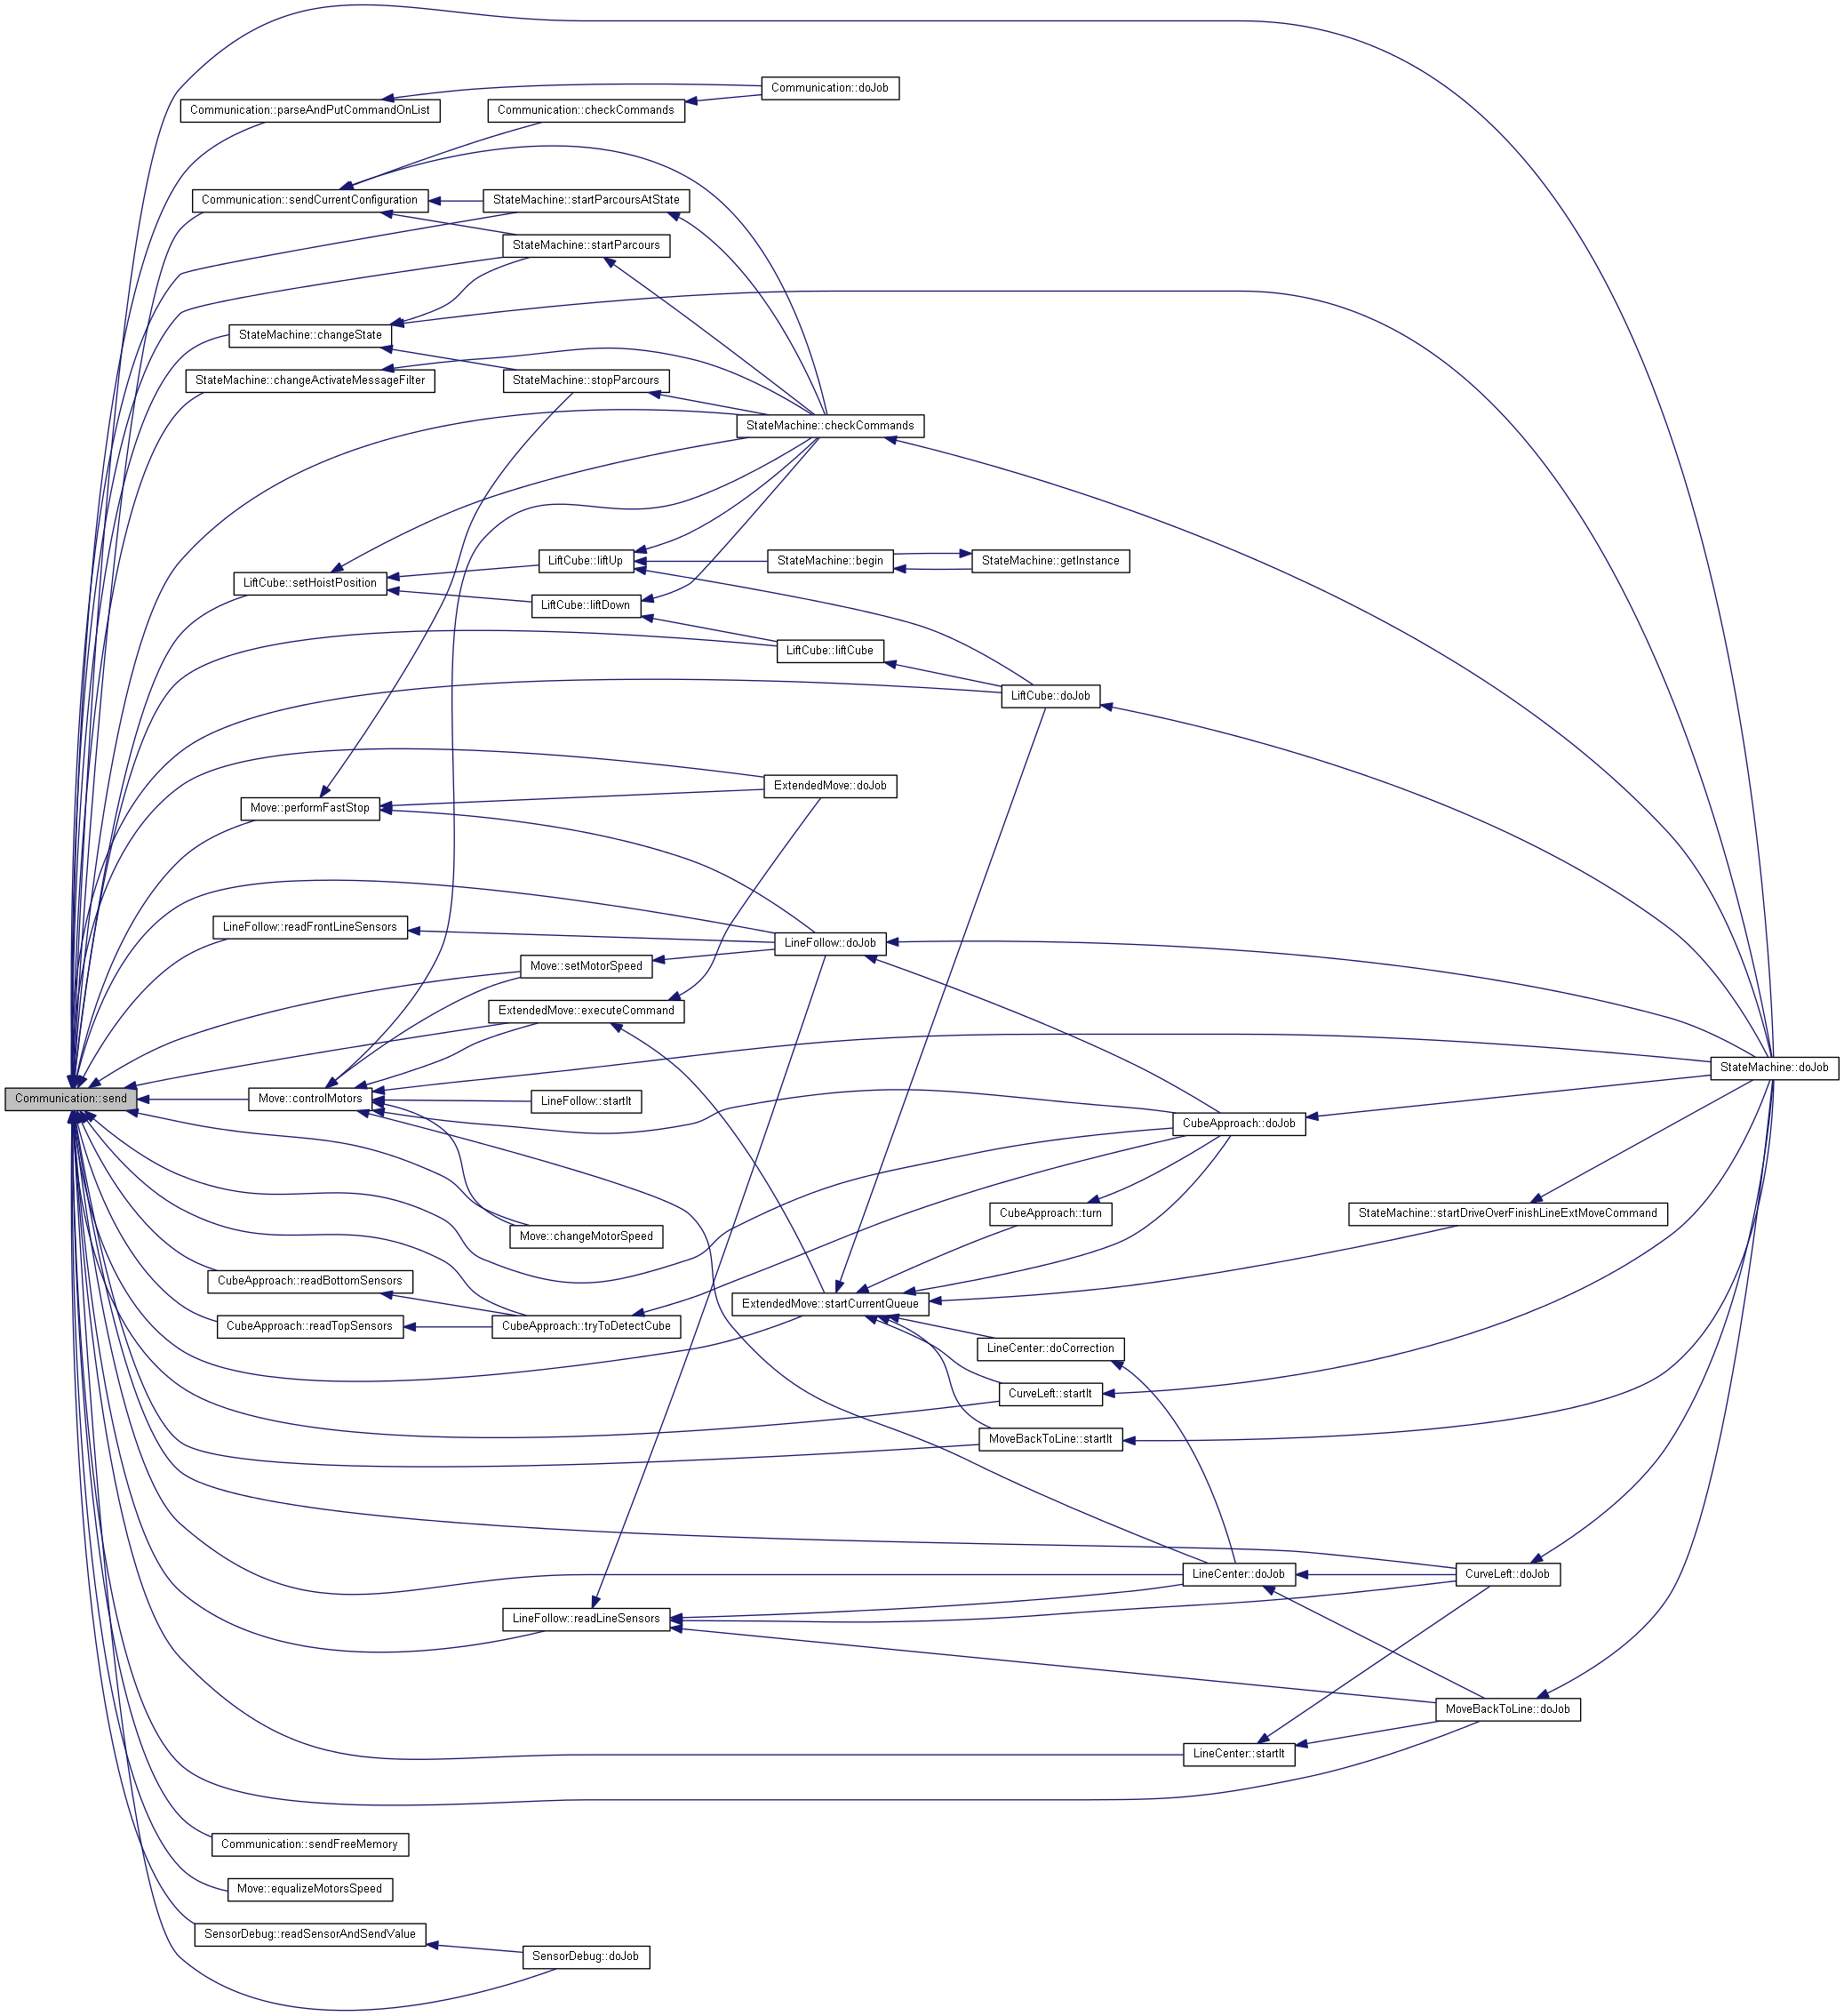 Communication::doJob
Communication::parseAndPutCommandOnList
Communication::checkCommands
Communication::sendCurrentConfiguration
StateMachine::startParcoursAtState
StateMachine::startParcours
StateMachine::changeState
StateMachine::changeActivateMessageFilter
StateMachine::stopParcours
StateMachine::checkCommands
LiftCube::liftUp
StateMachine::begin
StateMachine::getInstance
LiftCube::setHoistPosition
LiftCube::liftDown
LiftCube::liftCube
LiftCube::doJob
ExtendedMove::doJob
Move::performFastStop
LineFollow::readFrontLineSensors
LineFollow::doJob
Move::setMotorSpeed
ExtendedMove::executeCommand
StateMachine::doJob
Communication::send
Move::controlMotors
LineFollow::startIt
CubeApproach::doJob
CubeApproach::turn
StateMachine::startDriveOverFinishLineExtMoveCommand
Move::changeMotorSpeed
CubeApproach::readBottomSensors
ExtendedMove::startCurrentQueue
CubeApproach::readTopSensors
CubeApproach::tryToDetectCube
LineCenter::doCorrection
CurveLeft::startIt
MoveBackToLine::startIt
LineCenter::doJob
CurveLeft::doJob
LineFollow::readLineSensors
MoveBackToLine::doJob
LineCenter::startIt
Communication::sendFreeMemory
Move::equalizeMotorsSpeed
SensorDebug::readSensorAndSendValue
SensorDebug::doJob